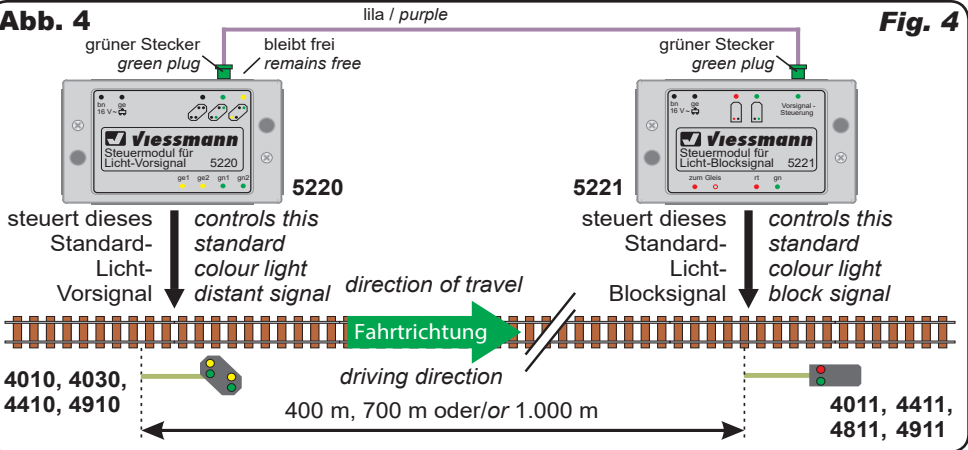 Abb. 4
lila / purple
Fig. 4
grüner Stecker
green plug
bleibt frei
remains free
grüner Stecker
green plug
bn ge
16 V~
Viessmann
Steuermodul für
Licht-Vorsignal 5220
ge1 ge2 gn1 gn2
5220
bn ge
16 V~
Vorsignal -
Steuerung
Viessmann
Steuermodul für
Licht-Blocksignal 5221
zum Gleis rt gn
5221
steuert dieses
Standard-
Licht-
Vorsignal
controls this
standard
colour light
distant signal
steuert dieses
Standard-
Licht-
Blocksignal
controls this
standard
colour light
block signal
direction of travel
Fahrtrichtung
driving direction
4010, 4030,
4410, 4910
400 m, 700 m oder/or 1.000 m
4011, 4411,
4811, 4911